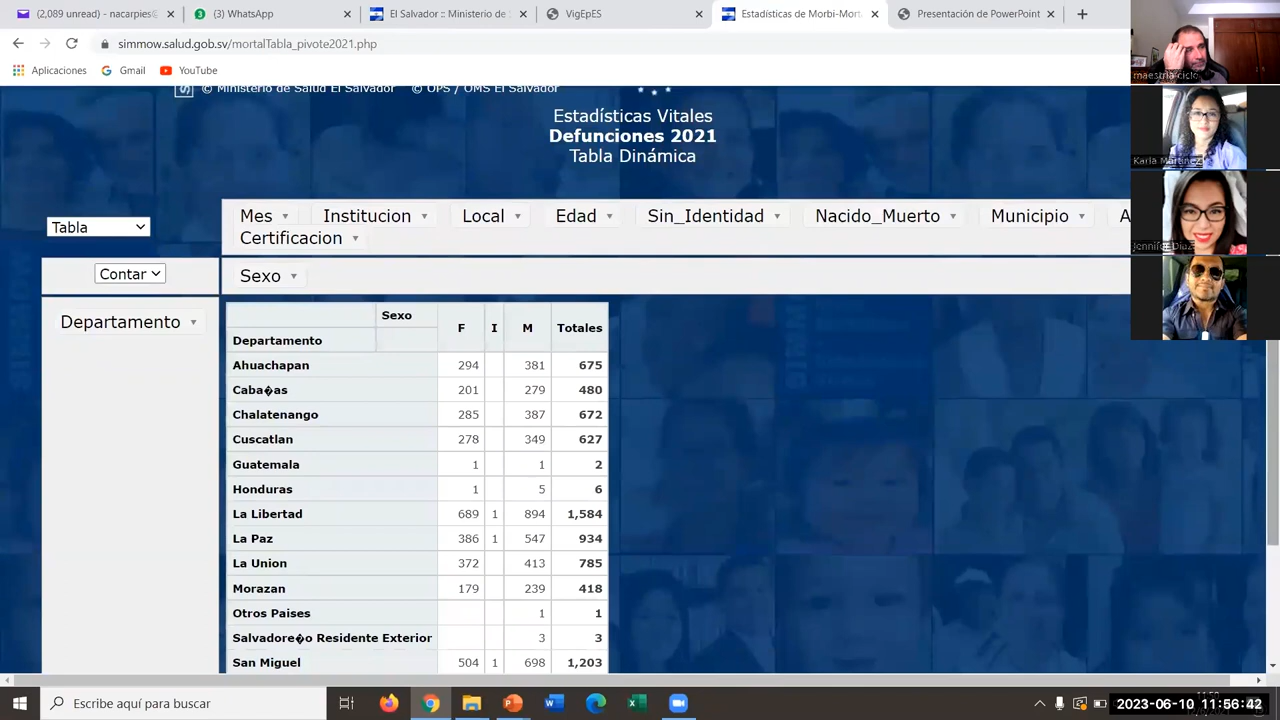 (2,089 unread) - nacarpies@
(3) WhatsApp
El Salvador :: Ministerio de S
VigEpES
Estadísticas de Morbi-Mort
Presentación de PowerPoint
simmow.salud.gob.sv/mortalTabla_pivote2021.php
Aplicaciones
Gmail
YouTube
© Ministerio de Salud El Salvador © OPS / OMS El Salvador
Estadísticas Vitales
Defunciones 2021
Tabla Dinámica
Tabla
Mes Institucion Local Edad Sin_Identidad Nacido_Muerto Municipio A
Certificacion
Contar
Sexo
Departamento
Sexo
F I M Totales
Departamento
Ahuachapan 294 381 675
Caba�as 201 279 480
Chalatenango 285 387 672
Cuscatlan 278 349 627
Guatemala 1 1 2
Honduras 1 5 6
La Libertad 689 1 894 1,584
La Paz 386 1 547 934
La Union 372 413 785
Morazan 179 239 418
Otros Paises 1 1
Salvadore�o Residente Exterior 3 3
San Miguel 504 1 698 1,203
maestria ciclo
Karla Martinez
Jennifer Diaz
Escribe aquí para buscar
2023-06-10 11:56:42